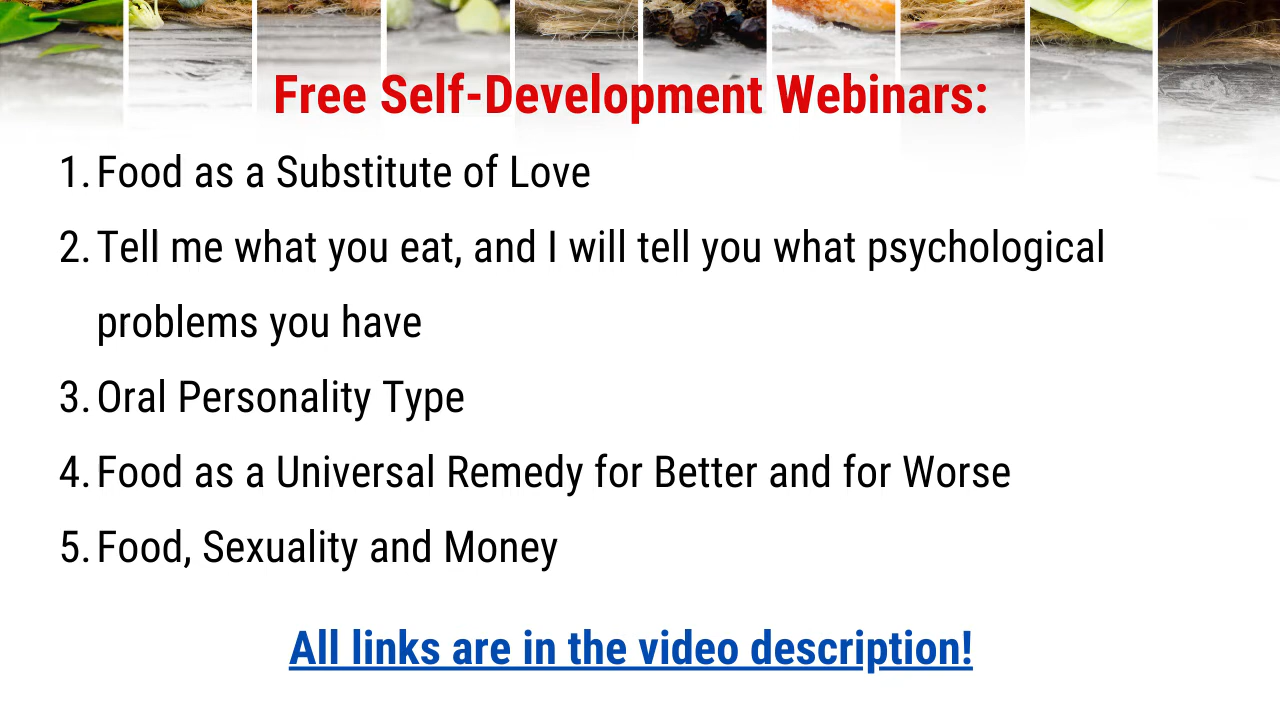 Free Self-Development Webinars:
1. Food as a Substitute of Love
2. Tell me what you eat, and I will tell you what psychological
problems you have
3. Oral Personality Type
4. Food as a Universal Remedy for Better and for Worse
5. Food, Sexuality and Money
All links are in the video description!